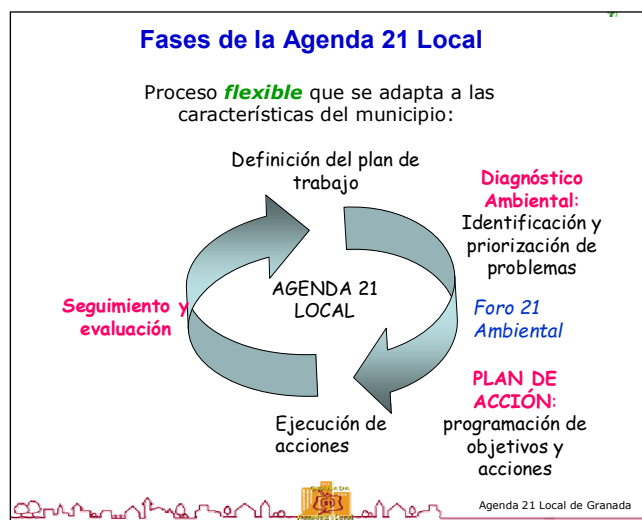 Fases de la Agenda 21 Local
Proceso flexible que se adapta a las
características del municipio:
Definición del plan de
trabajo
Diagnóstico
Ambiental:
Identificación y
priorización de
problemas
AGENDA 21
LOCAL
Foro 21
Ambiental
Seguimiento y
evaluación
PLAN DE
ACCIÓN:
programación de
objetivos y
acciones
Ejecución de
acciones
Agenda 21 Local de Granada